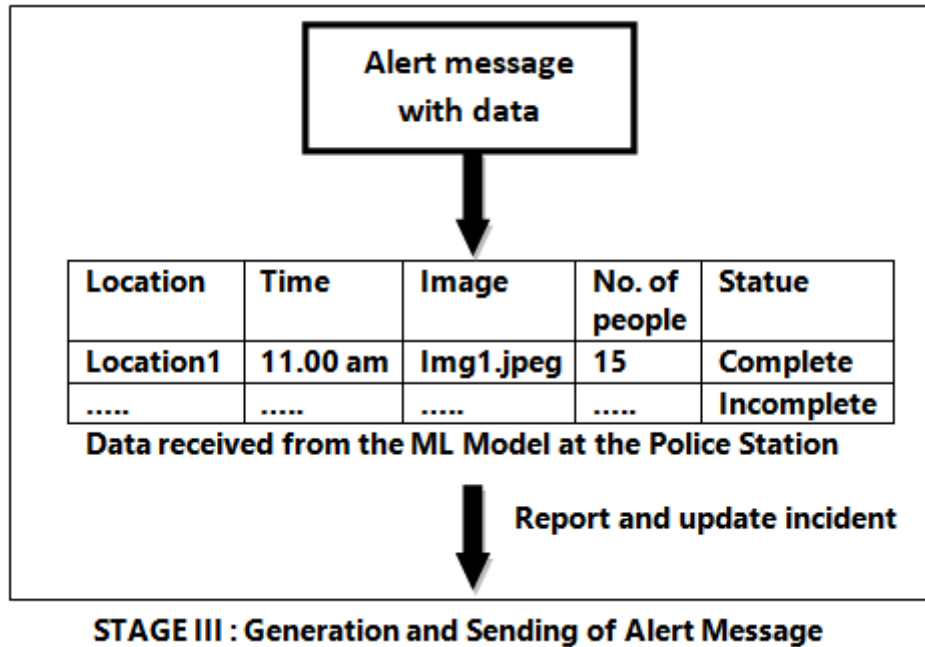 Alert message
with data
Location Time Image No. of people Statue
Location1 11.00 am Img1.jpeg 15 Complete
..... ..... ..... ..... Incomplete
Data received from the ML Model at the Police Station
Report and update incident
STAGE III : Generation and Sending of Alert Message